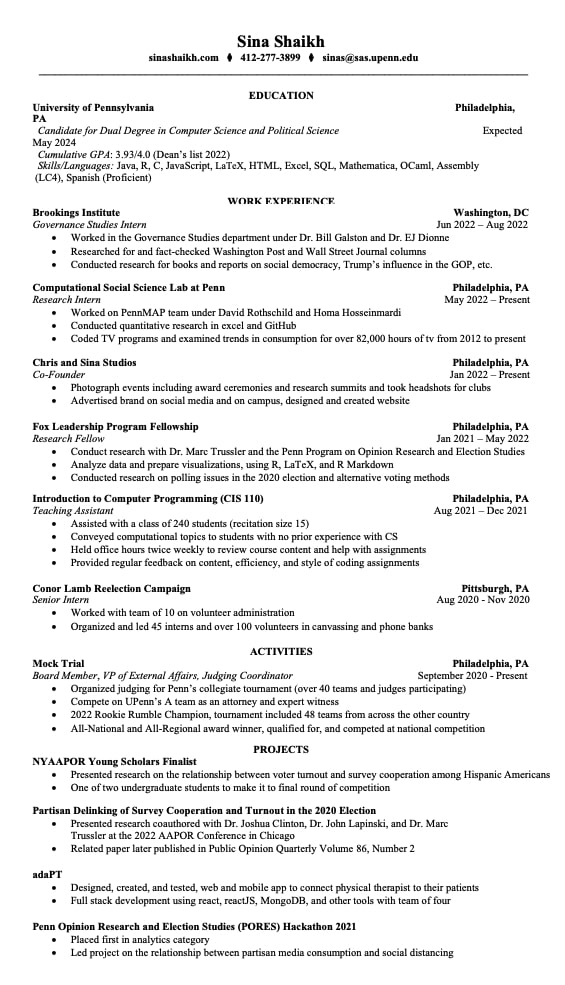 Sina Shaikh
sinashaikh.com ♦ 412-277-3899 ♦ sinas@sas.upenn.edu
EDUCATION
University of Pennsylvania Philadelphia,
PA
Candidate for Dual Degree in Computer Science and Political Science Expected
May 2024
Cumulative GPA: 3.93/4.0 (Dean's list 2022)
Skills/Languages: Java, R, C, JavaScript, LaTeX, HTML, Excel, SQL, Mathematica, OCaml, Assembly
(LC4), Spanish (Proficient)
WORK EXPERIENCE
Brookings Institute Washington, DC
Governance Studies Intern Jun 2022 – Aug 2022
• Worked in the Governance Studies department under Dr. Bill Galston and Dr. EJ Dionne
• Researched for and fact-checked Washington Post and Wall Street Journal columns
• Conducted research for books and reports on social democracy, Trump's influence in the GOP, etc.
Computational Social Science Lab at Penn Philadelphia, PA
Research Intern May 2022 – Present
• Worked on PennMAP team under David Rothschild and Homa Hosseinmardi
• Conducted quantitative research in excel and GitHub
• Coded TV programs and examined trends in consumption for over 82,000 hours of tv from 2012 to present
Chris and Sina Studios Philadelphia, PA
Co-Founder Jan 2022 – Present
• Photograph events including award ceremonies and research summits and took headshots for clubs
• Advertised brand on social media and on campus, designed and created website
Fox Leadership Program Fellowship Philadelphia, PA
Research Fellow Jan 2021 – May 2022
• Conduct research with Dr. Marc Trussler and the Penn Program on Opinion Research and Election Studies
• Analyze data and prepare visualizations, using R, LaTeX, and R Markdown
• Conducted research on polling issues in the 2020 election and alternative voting methods
Introduction to Computer Programming (CIS 110) Philadelphia, PA
Teaching Assistant Aug 2021 – Dec 2021
• Assisted with a class of 240 students (recitation size 15)
• Conveyed computational topics to students with no prior experience with CS
• Held office hours twice weekly to review course content and help with assignments
• Provided regular feedback on content, efficiency, and style of coding assignments
Conor Lamb Reelection Campaign Pittsburgh, PA
Senior Intern Aug 2020 - Nov 2020
• Worked with team of 10 on volunteer administration
• Organized and led 45 interns and over 100 volunteers in canvassing and phone banks
ACTIVITIES
Mock Trial Philadelphia, PA
Board Member, VP of External Affairs, Judging Coordinator September 2020 - Present
• Organized judging for Penn's collegiate tournament (over 40 teams and judges participating)
• Compete on UPenn's A team as an attorney and expert witness
• 2022 Rookie Rumble Champion, tournament included 48 teams from across the other country
• All-National and All-Regional award winner, qualified for, and competed at national competition
PROJECTS
NYAAPOR Young Scholars Finalist
• Presented research on the relationship between voter turnout and survey cooperation among Hispanic Americans
• One of two undergraduate students to make it to final round of competition
Partisan Delinking of Survey Cooperation and Turnout in the 2020 Election
• Presented research coauthored with Dr. Joshua Clinton, Dr. John Lapinski, and Dr. Marc
Trussler at the 2022 AAPOR Conference in Chicago
• Related paper later published in Public Opinion Quarterly Volume 86, Number 2
adaPT
• Designed, created, and tested, web and mobile app to connect physical therapist to their patients
• Full stack development using react, reactJS, MongoDB, and other tools with team of four
Penn Opinion Research and Election Studies (PORES) Hackathon 2021
• Placed first in analytics category
• Led project on the relationship between partisan media consumption and social distancing